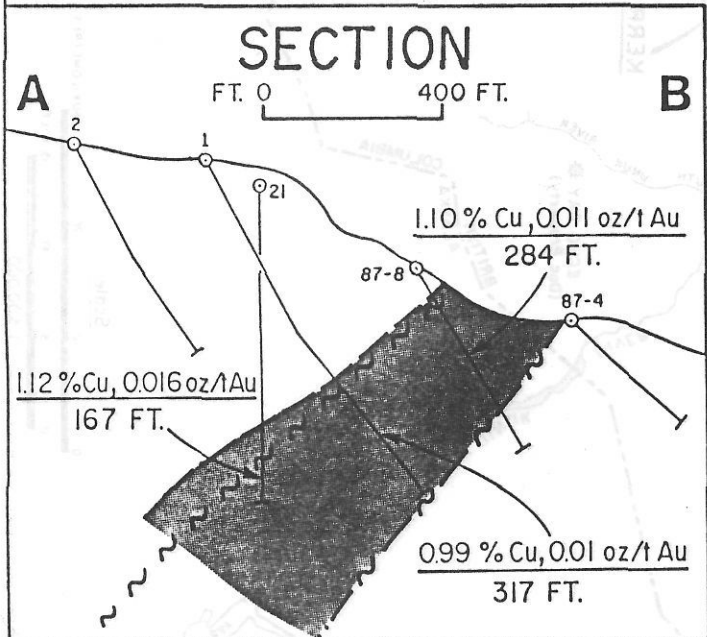 SECTION
A
B
FT. 0 400 FT.
2
1
21
87-8
87-4
1.10 % Cu, 0.011 oz/t Au
284 FT.
1.12 %Cu, 0.016 oz/t Au
167 FT.
0.99 % Cu, 0.01 oz/t Au
317 FT.